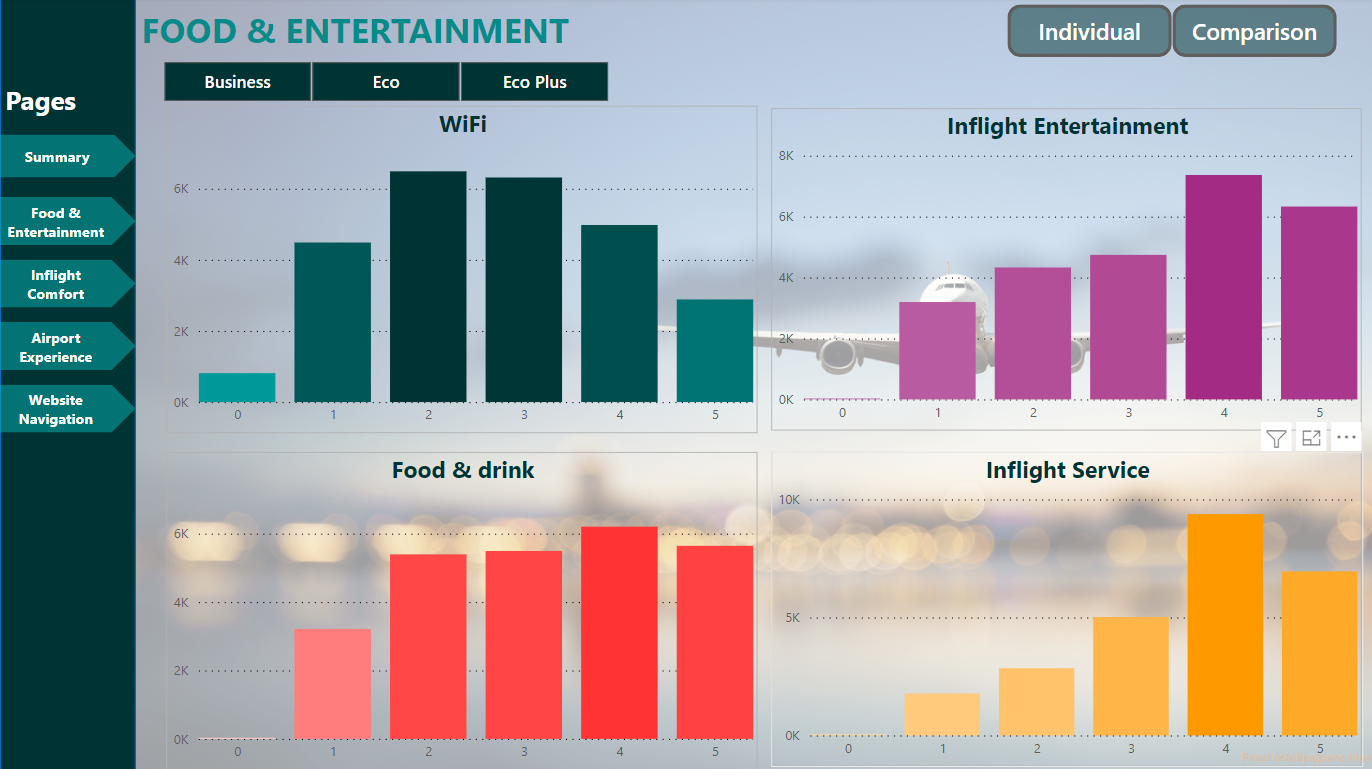 FOOD & ENTERTAINMENT
Individual
Comparison
Business
Eco
Eco Plus
Pages
Summary
Food &
Entertainment
Inflight
Comfort
Airport
Experience
Website
Navigation
WiFi
6K
4K
2K
0K
0 1 2 3 4 5
Inflight Entertainment
8K
6K
4K
2K
0K
0 1 2 3 4 5
Food & drink
6K
4K
2K
0K
0 1 2 3 4 5
Inflight Service
10K
5K
0K
0 1 2 3 4 5